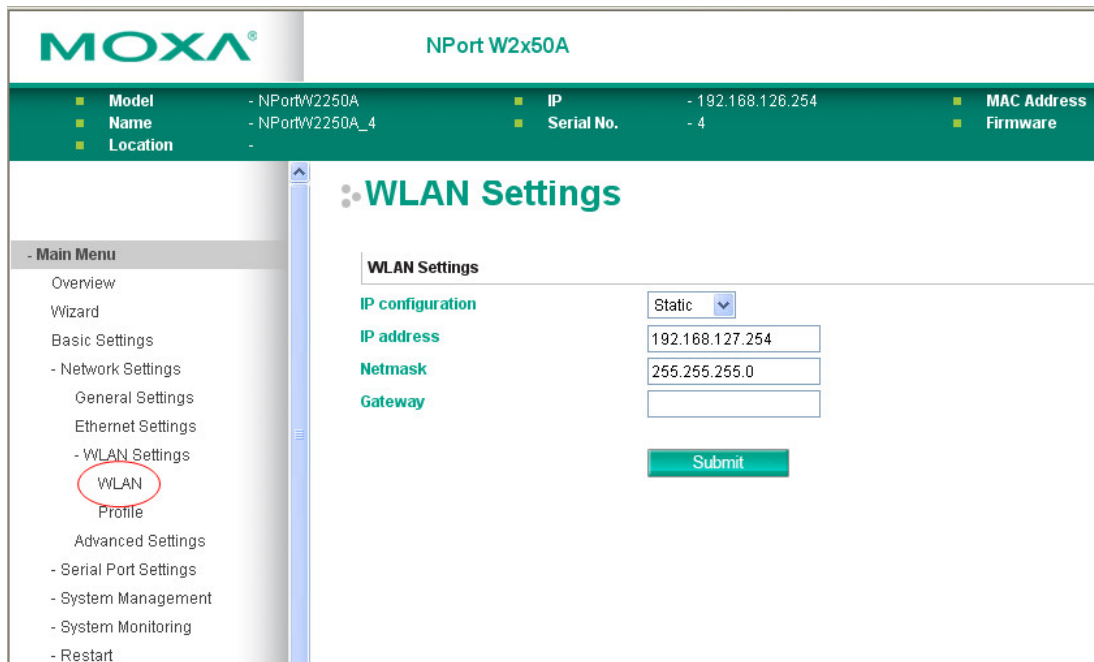 MOXA®
NPort W2x50A
Model - NPortW2250A IP - 192.168.126.254 MAC Address
Name - NPortW2250A_4 Serial No. - 4 Firmware
Location -
WLAN Settings
- Main Menu
Overview
Wizard
Basic Settings
- Network Settings
General Settings
Ethernet Settings
- WLAN Settings
WLAN
Profile
Advanced Settings
- Serial Port Settings
- System Management
- System Monitoring
- Restart
WLAN Settings
IP configuration Static
IP address 192.168.127.254
Netmask 255.255.255.0
Gateway
Submit